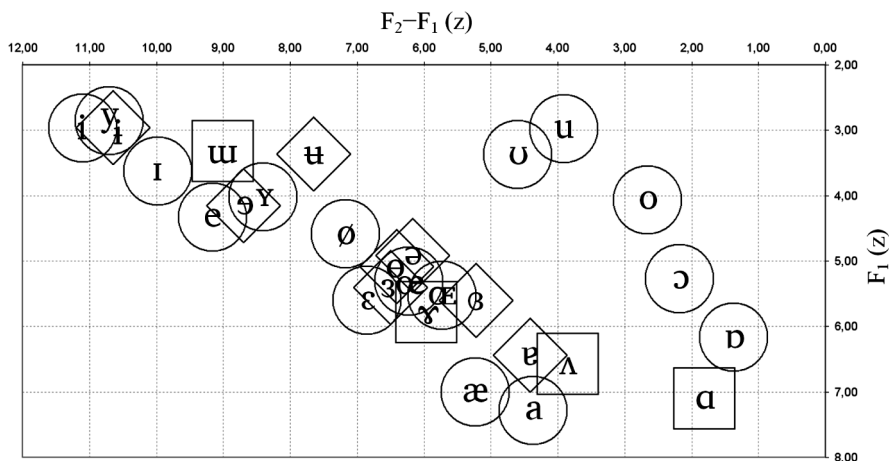 F₂−F₁ (z)
12,00 11,00 10,00 9,00 8,00 7,00 6,00 5,00 4,00 3,00 2,00 1,00 0,00
2,00
y
i ɨ u 3,00
ɯ ʉ ʊ
ɪ
ɘ ʏ o 4,00
e
ø
ə 5,00
ɵ
ɜ œ ɔ
ɛ ɤ ɶ ɞ
6,00
ɐ ʌ ɒ
æ 7,00
a ɑ
8,00
F₁ (z)